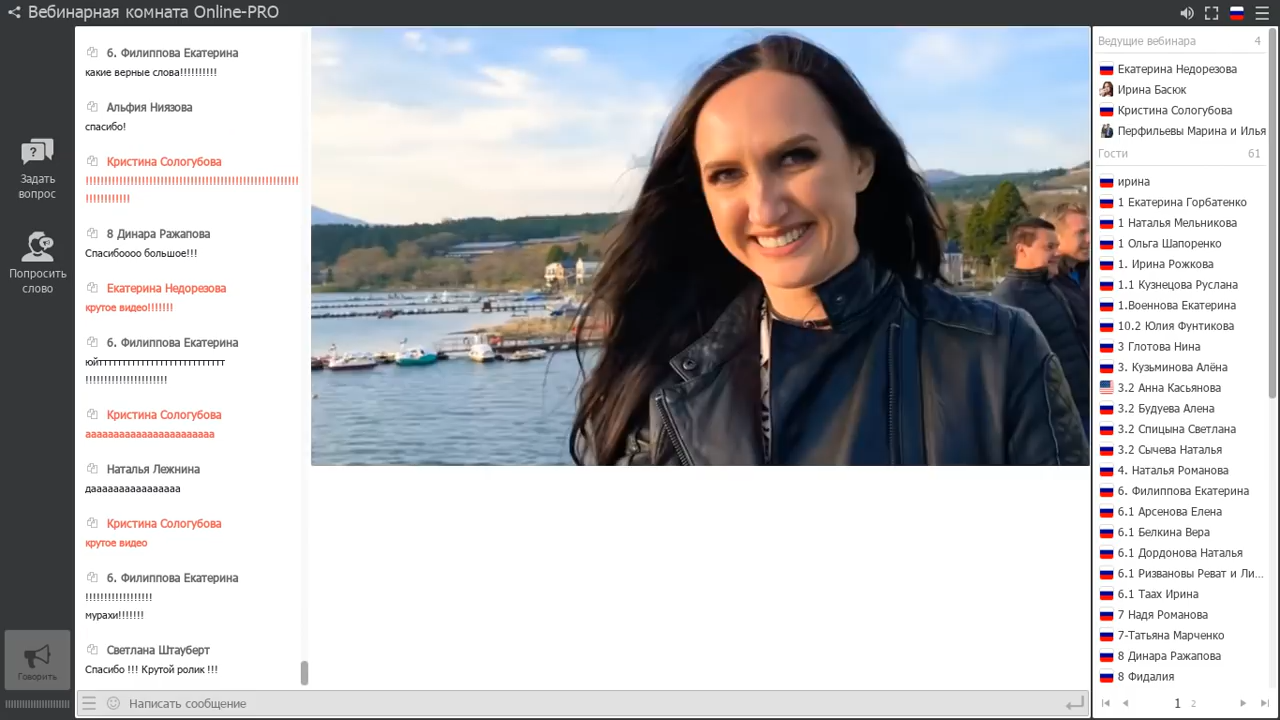 Вебинарная комната Online-PRO
Задать
вопрос
Попросить
слово
Говорить
6. Филиппова Екатерина
какие верные слова!!!!!!!!!!
Альфия Ниязова
спасибо!
Кристина Сологубова
!!!!!!!!!!!!!!!!!!!!!!!!!!!!!!!!!!!!!!!!!!!!!!!!!!!!!!!!!
!!!!!!!!!!!!
8 Динара Ражапова
Спасибоооо большое!!!
Екатерина Недорезова
крутое видео!!!!!!!
6. Филиппова Екатерина
юйтттттттттттттттттттттттттт
!!!!!!!!!!!!!!!!!!!!!!
Кристина Сологубова
ааааааааааааааааааааааа
Наталья Лежнина
даааааааааааааааа
Кристина Сологубова
крутое видео
6. Филиппова Екатерина
!!!!!!!!!!!!!!!!!!
мурахи!!!!!!!
Светлана Штауберт
Спасибо !!! Крутой ролик !!!
Написать сообщение
Ведущие вебинара 4
Екатерина Недорезова
Ирина Басюк
Кристина Сологубова
Перфильевы Марина и Илья
Гости 61
ирина
1 Екатерина Горбатенко
1 Наталья Мельникова
1 Ольга Шапоренко
1. Ирина Рожкова
1.1 Кузнецова Руслана
1.Военнова Екатерина
10.2 Юлия Фунтикова
3 Глотова Нина
3. Кузьминова Алёна
3.2 Анна Касьянова
3.2 Будуева Алена
3.2 Спицына Светлана
3.2 Сычева Наталья
4. Наталья Романова
6. Филиппова Екатерина
6.1 Арсенова Елена
6.1 Белкина Вера
6.1 Дордонова Наталья
6.1 Ризвановы Реват и Ли...
6.1 Таах Ирина
7 Надя Романова
7-Татьяна Марченко
8 Динара Ражапова
8 Фидалия
1 2